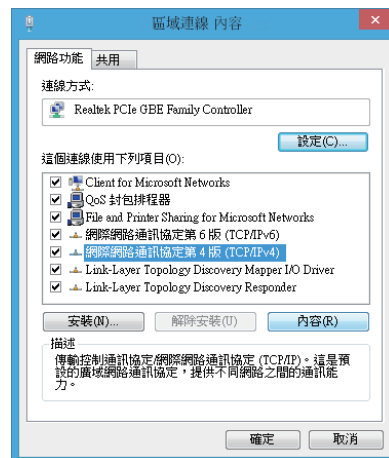 區域連線 內容
網路功能 共用
連線方式:
Realtek PCIe GBE Family Controller
設定(C)...
這個連線使用下列項目(O):
Client for Microsoft Networks
QoS 封包排程器
File and Printer Sharing for Microsoft Networks
網際網路通訊協定第 6 版 (TCP/IPv6)
網際網路通訊協定第 4 版 (TCP/IPv4)
Link-Layer Topology Discovery Mapper I/O Driver
Link-Layer Topology Discovery Responder
安裝(N)... 解除安裝(U) 內容(R)
描述
傳輸控制通訊協定/網際網路通訊協定 (TCP/IP)。這是預
設的廣域網路通訊協定，提供不同網路之間的通訊能
力。
確定 取消